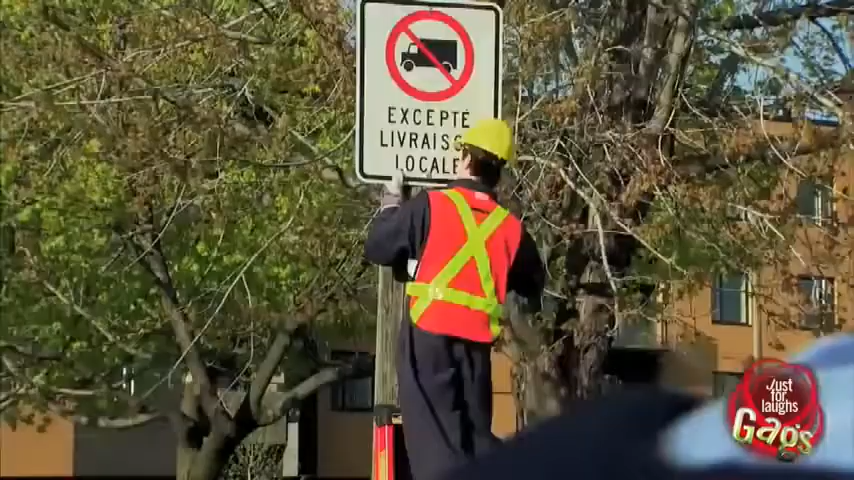 EXCEPTÉ
LIVRAIS
LOCALE
Just
for
laughs
Gags